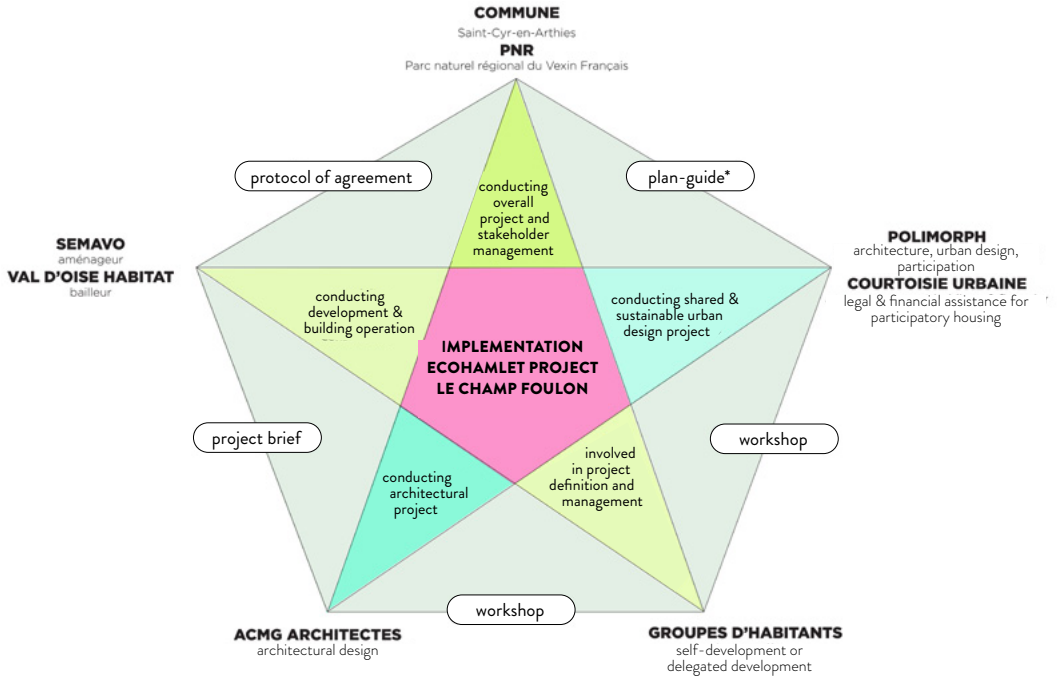 COMMUNE
Saint-Cyr-en-Arthies
PNR
Parc naturel régional du Vexin Français
protocol of agreement
plan-guide*
conducting
overall
project and
stakeholder
management
SEMAVO
aménageur
VAL D'OISE HABITAT
bailleur
POLIMORPH
architecture, urban design,
participation
COURTOISIE URBAINE
legal & financial assistance for
participatory housing
conducting
development &
building operation
conducting shared &
sustainable urban
design project
IMPLEMENTATION
ECOHAMLET PROJECT
LE CHAMP FOULON
project brief
workshop
conducting
architectural
project
involved
in project
definition and
management
workshop
ACMG ARCHITECTES
architectural design
GROUPES D'HABITANTS
self-development or
delegated development